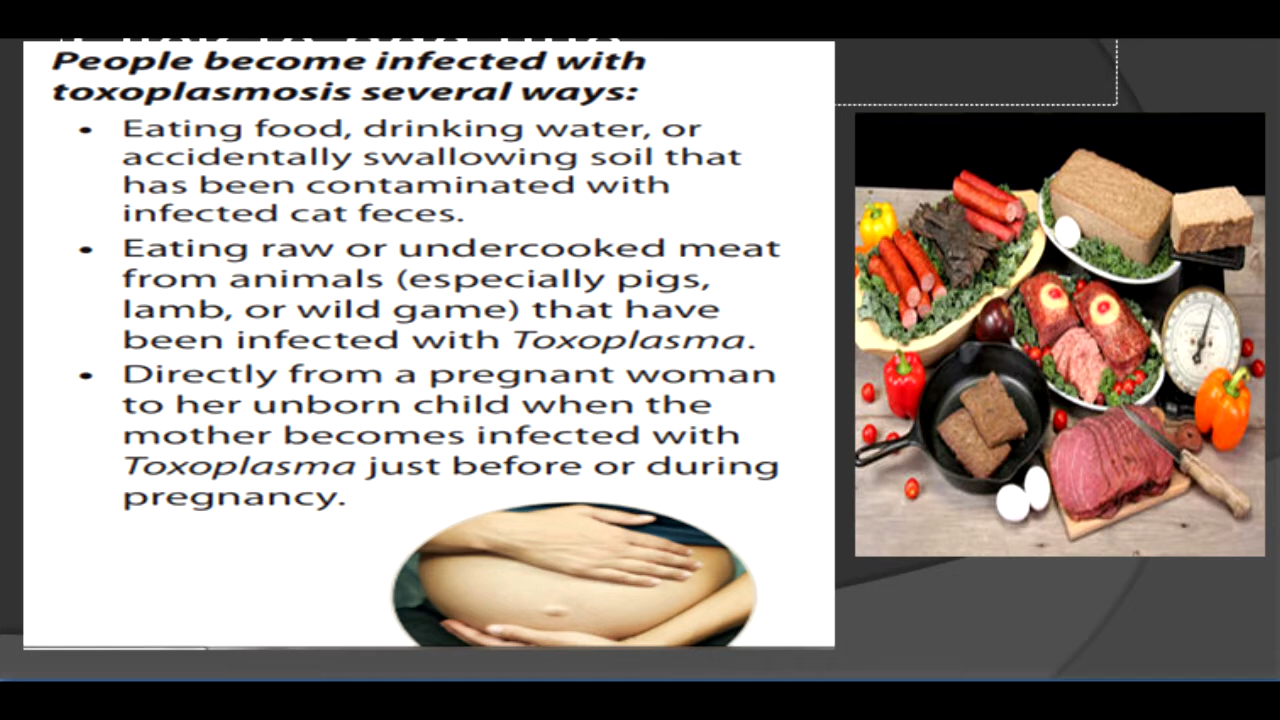 People become infected with
toxoplasmosis several ways:
• Eating food, drinking water, or
accidentally swallowing soil that
has been contaminated with
infected cat feces.
• Eating raw or undercooked meat
from animals (especially pigs,
lamb, or wild game) that have
been infected with Toxoplasma.
• Directly from a pregnant woman
to her unborn child when the
mother becomes infected with
Toxoplasma just before or during
pregnancy.